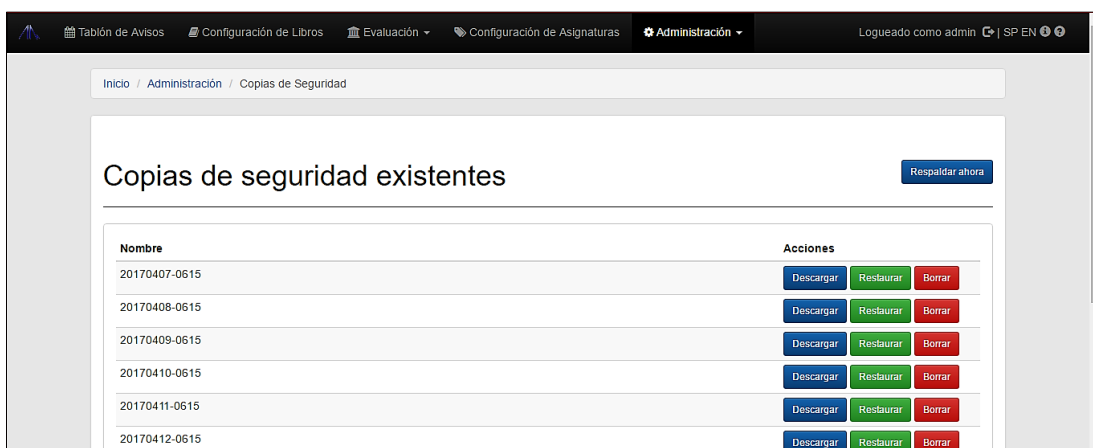 Tablón de Avisos Configuración de Libros Evaluación Configuración de Asignaturas Administración Logueado como admin | SP EN
Inicio / Administración / Copias de Seguridad
Copias de seguridad existentes Respaldar ahora
Nombre Acciones
20170407-0615 Descargar Restaurar Borrar
20170408-0615 Descargar Restaurar Borrar
20170409-0615 Descargar Restaurar Borrar
20170410-0615 Descargar Restaurar Borrar
20170411-0615 Descargar Restaurar Borrar
20170412-0615 Descargar Restaurar Borrar